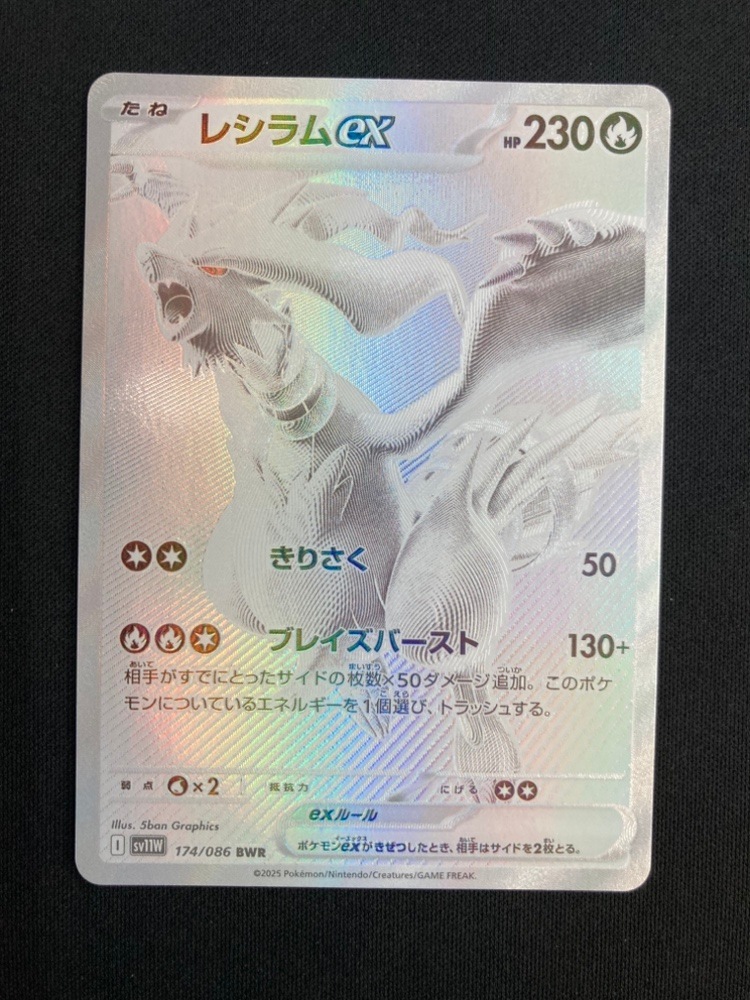 たね
レシラムex
HP 230
きりさく 50
ブレイズバースト 130+
相手がすでにとったサイドの枚数×50ダメージ追加。このポケ
モンについているエネルギーを1個選び、トラッシュする。
弱点 ×2 抵抗力 にげる
exルール
Illus. 5ban Graphics
ポケモンexがきぜつしたとき、相手はサイドを2枚とる。
I sv11W 174/086 BWR
©2025 Pokémon/Nintendo/Creatures/GAME FREAK.